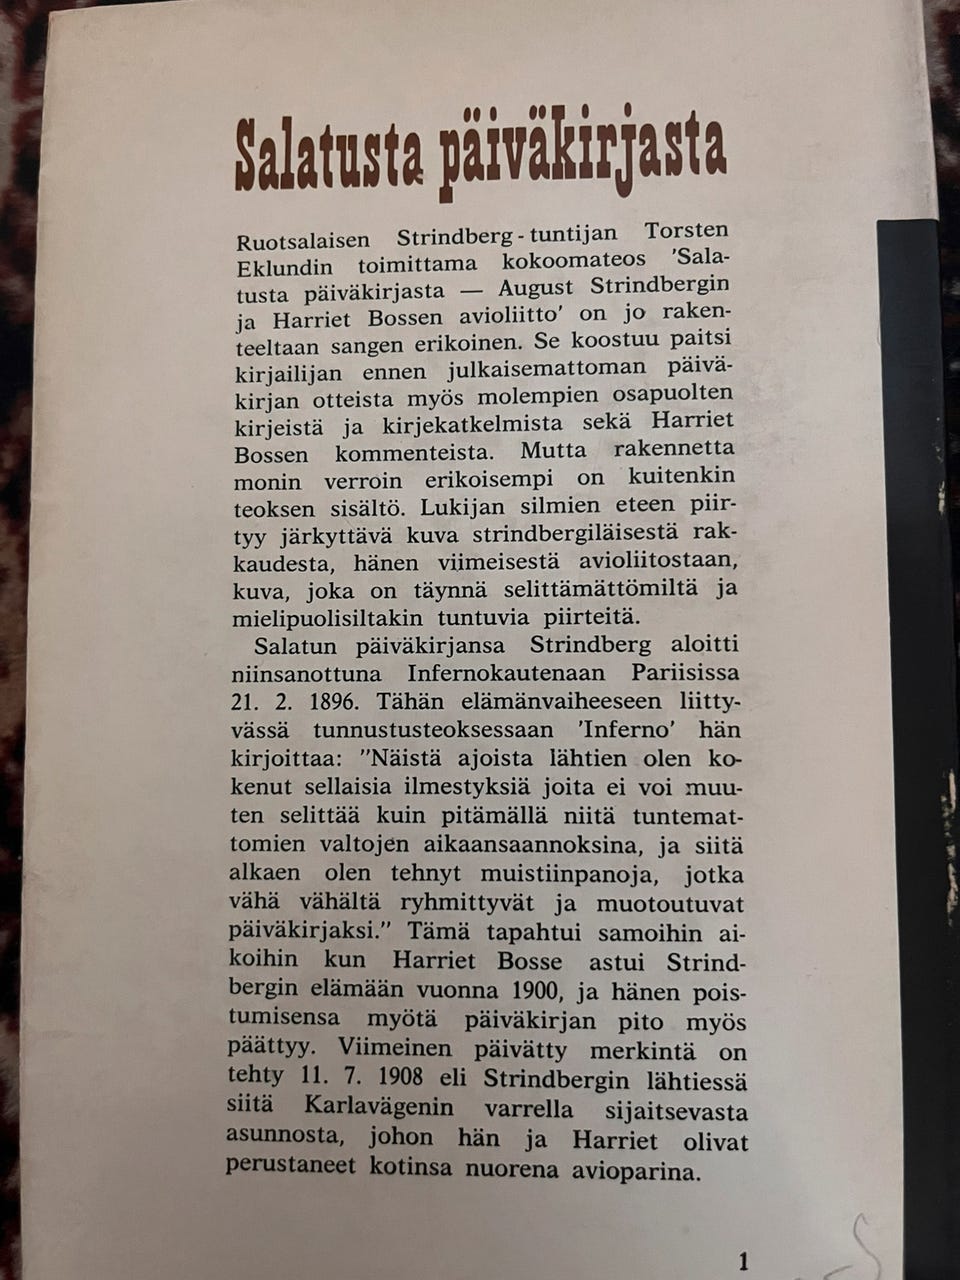 Salatusta päiväkirjasta
Ruotsalaisen Strindberg-tuntijan Torsten
Eklundin toimittama kokoomateos 'Sala-
tusta päiväkirjasta — August Strindbergin
ja Harriet Bossen avioliitto' on jo raken-
teeltaan sangen erikoinen. Se koostuu paitsi
kirjailijan ennen julkaisemattoman päivä-
kirjan otteista myös molempien osapuolten
kirjeistä ja kirjekatkelmista sekä Harriet
Bossen kommenteista. Mutta rakennetta
monin verroin erikoisempi on kuitenkin
teoksen sisältö. Lukijan silmien eteen piir-
tyy järkyttävä kuva strindbergiläisestä rak-
kaudesta, hänen viimeisestä avioliitostaan,
kuva, joka on täynnä selittämättömiltä ja
mielipuolisiltakin tuntuvia piirteitä.
Salatun päiväkirjansa Strindberg aloitti
niinsanottuna Infernokautenaan Pariisissa
21. 2. 1896. Tähän elämänvaiheeseen liitty-
vässä tunnustusteoksessaan 'Inferno' hän
kirjoittaa: "Näistä ajoista lähtien olen ko-
kenut sellaisia ilmestyksiä joita ei voi muu-
ten selittää kuin pitämällä niitä tuntemat-
tomien valtojen aikaansaannoksina, ja siitä
alkaen olen tehnyt muistiinpanoja, jotka
vähä vähältä ryhmittyvät ja muotoutuvat
päiväkirjaksi." Tämä tapahtui samoihin ai-
koihin kun Harriet Bosse astui Strind-
bergin elämään vuonna 1900, ja hänen pois-
tumisensa myötä päiväkirjan pito myös
päättyy. Viimeinen päivätty merkintä on
tehty 11. 7. 1908 eli Strindbergin lähtiessä
siitä Karlavägenin varrella sijaitsevasta
asunnosta, johon hän ja Harriet olivat
perustaneet kotinsa nuorena avioparina.
1